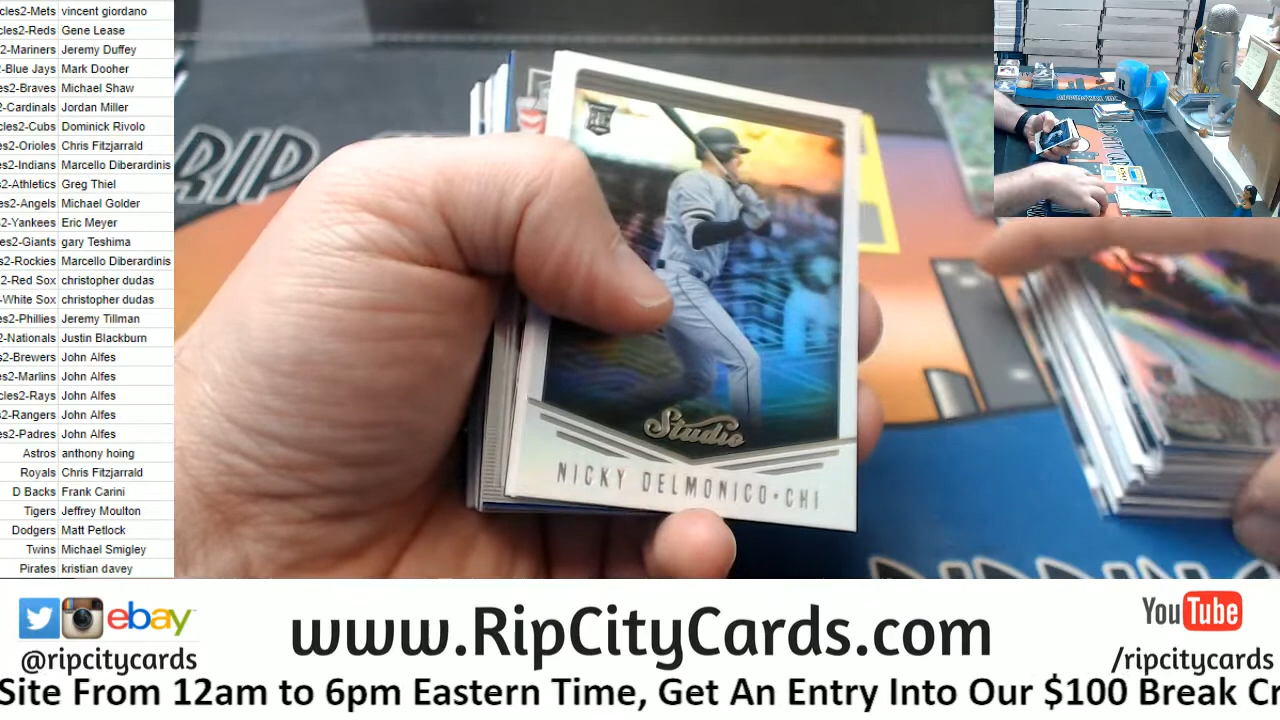 cles2-Mets vincent giordano
cles2-Reds Gene Lease
2-Mariners Jeremy Duffey
-Blue Jays Mark Dooher
es2-Braves Michael Shaw
2-Cardinals Jordan Miller
cles2-Cubs Dominick Rivolo
es2-Orioles Chris Fitzjarrald
es2-Indians Marcello Diberardinis
s2-Athletics Greg Thiel
es2-Angels Michael Golder
s2-Yankees Eric Meyer
les2-Giants gary Teshima
s2-Rockies Marcello Diberardinis
2-Red Sox christopher dudas
-White Sox christopher dudas
es2-Phillies Jeremy Tillman
2-Nationals Justin Blackburn
s2-Brewers John Alfes
es2-Marlins John Alfes
cles2-Rays John Alfes
s2-Rangers John Alfes
es2-Padres John Alfes
Astros anthony hoing
Royals Chris Fitzjarrald
D Backs Frank Carini
Tigers Jeffrey Moulton
Dodgers Matt Petlock
Twins Michael Smigley
Pirates kristian davey
RIP
Studio
NICKY DELMONICO • CHI
ebay
@ripcitycards
www.RipCityCards.com
YouTube
/ripcitycards
Site From 12am to 6pm Eastern Time, Get An Entry Into Our $100 Break Cr